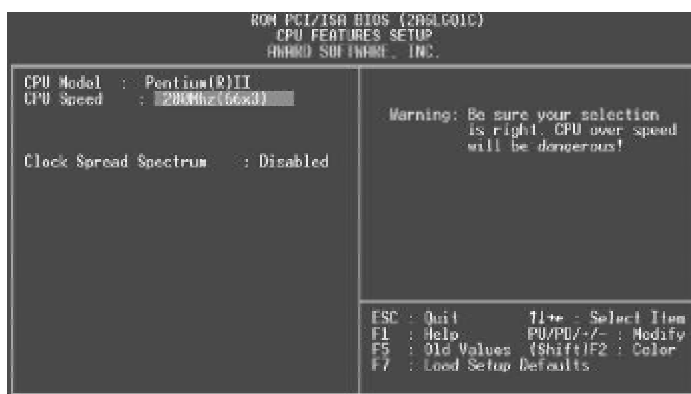 ROM PCI/ISA BIOS (2A6LGQ1C)
CPU FEATURES SETUP
AWARD SOFTWARE, INC.
CPU Model : Pentium(R)II
CPU Speed : 200Mhz(66x3)
Clock Spread Spectrum : Disabled
Warning: Be sure your selection
is right. CPU over speed
will be dangerous!
ESC : Quit ↑↓→← : Select Item
F1 : Help PU/PD/+/- : Modify
F5 : Old Values (Shift)F2 : Color
F7 : Load Setup Defaults